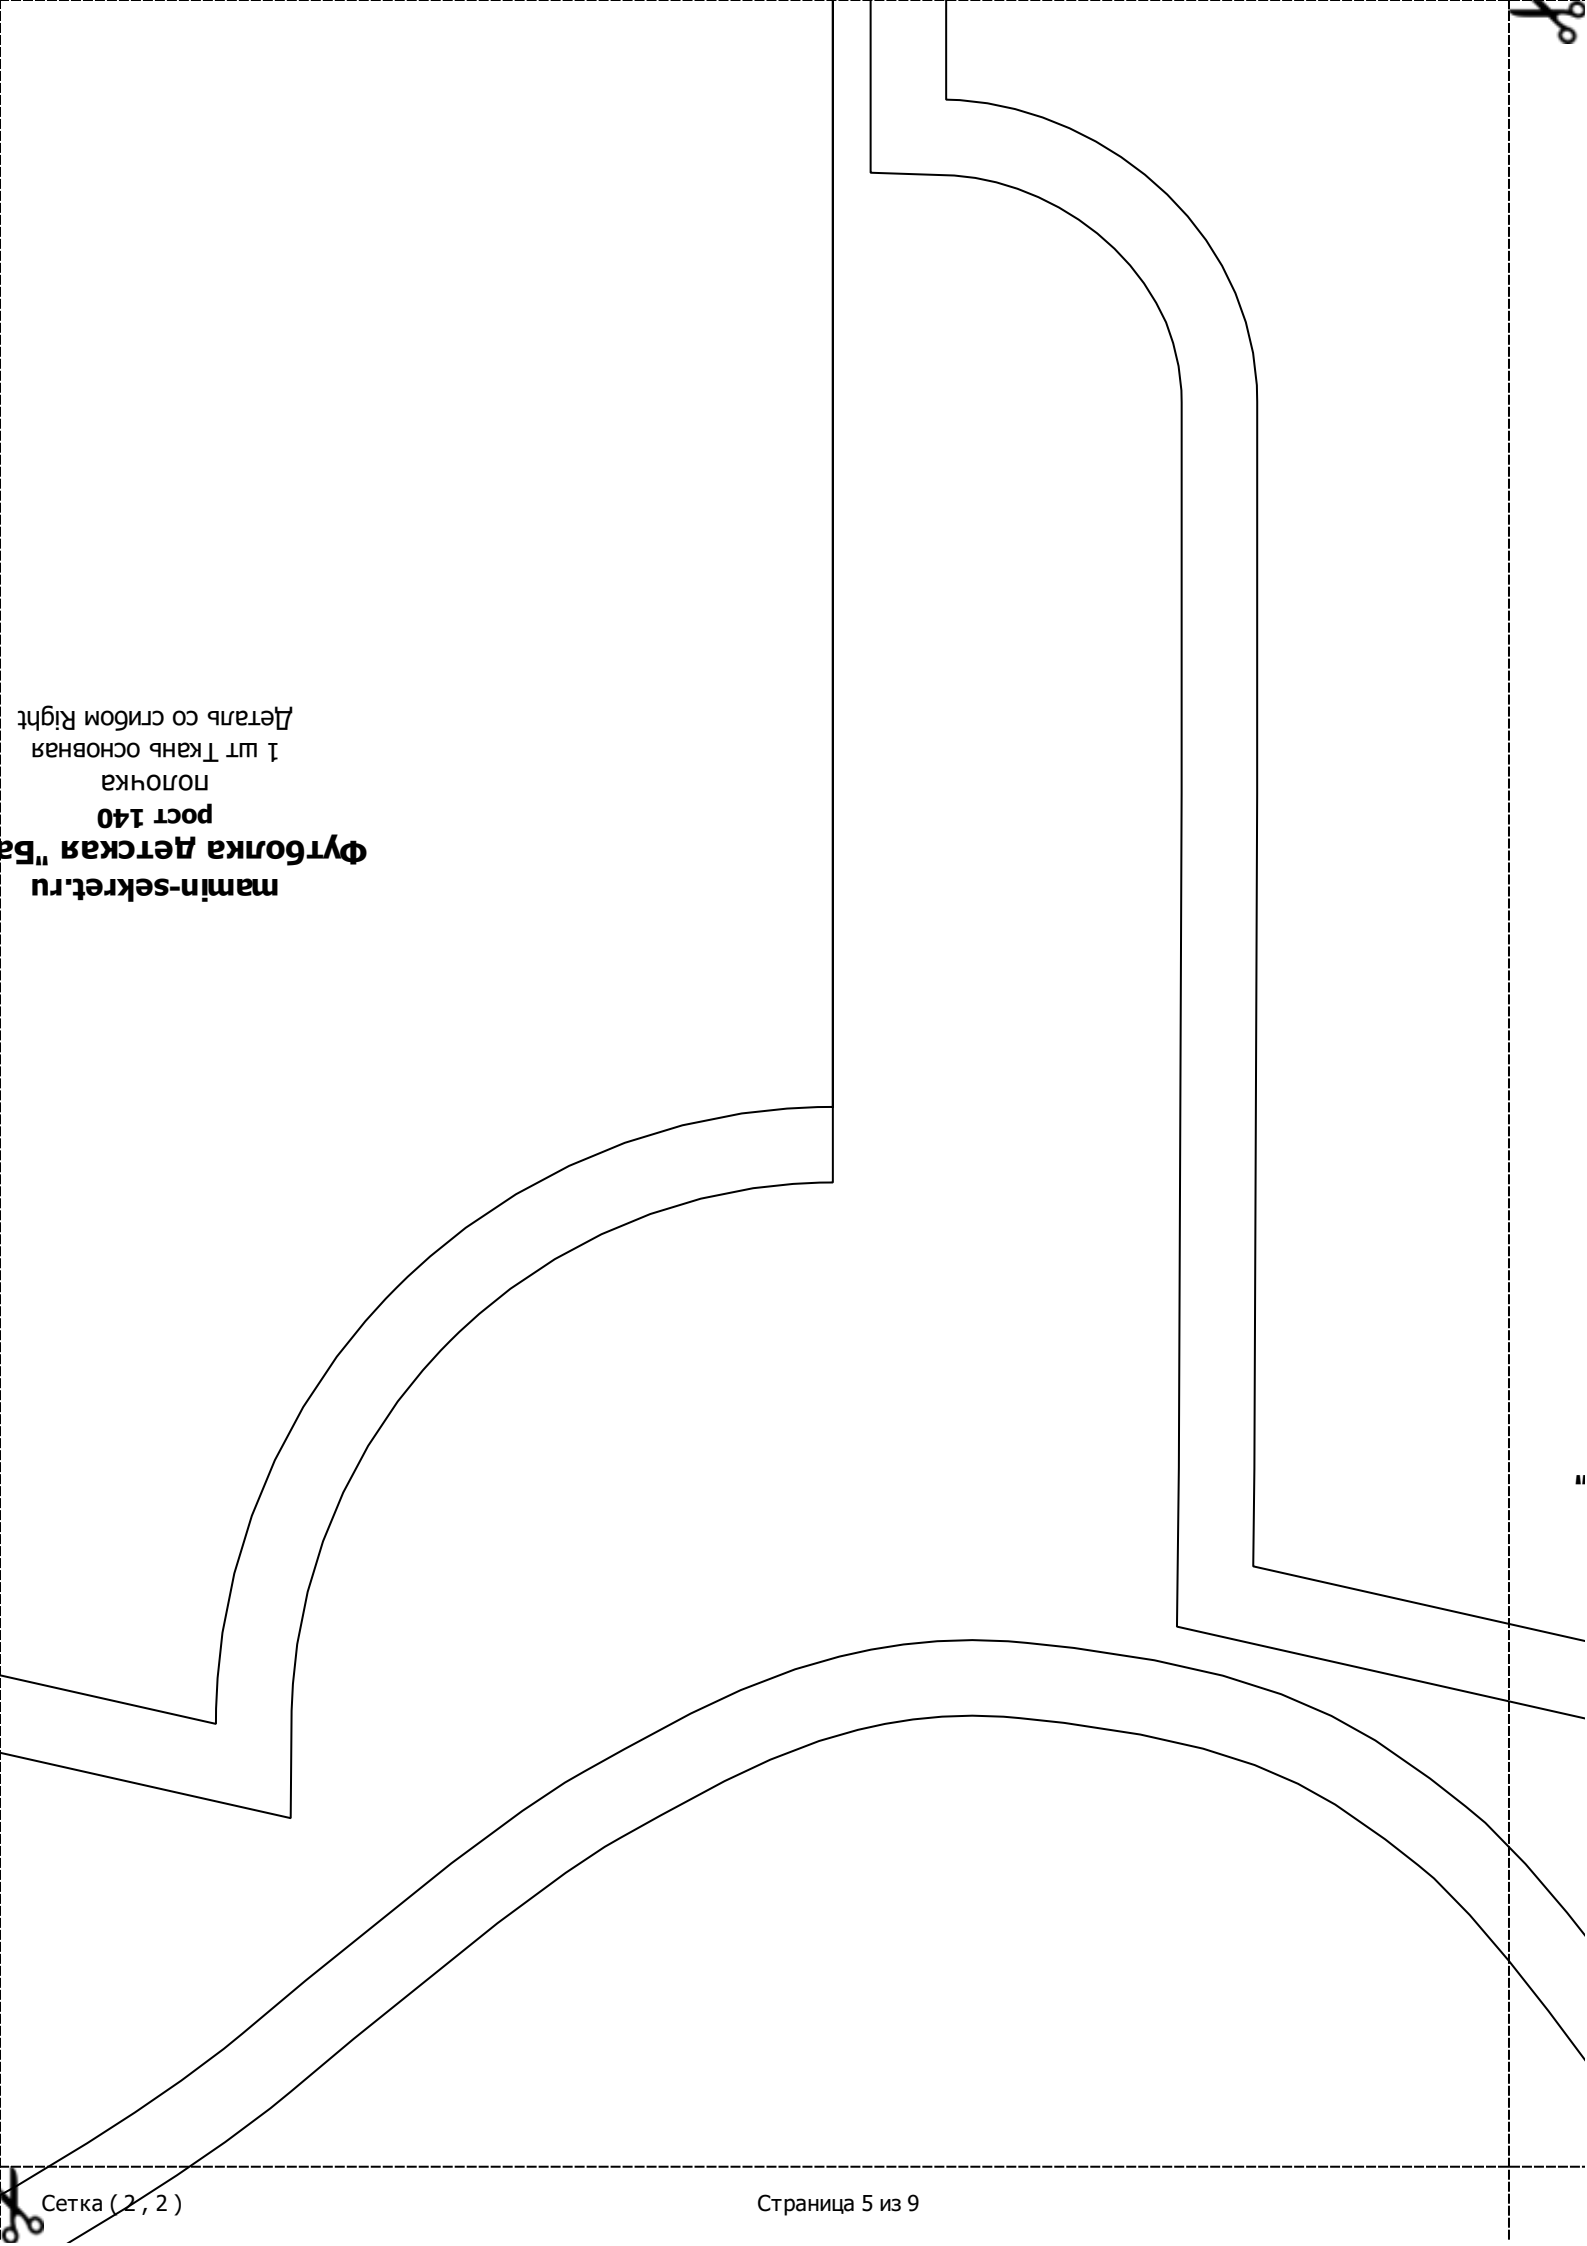 mamin-sekret.ru
Футболка детская "Ба
рост 140
полочка
1 шт Ткань основная
Деталь со сгибом Right
"
Сетка ( 2 , 2 )
Страница 5 из 9